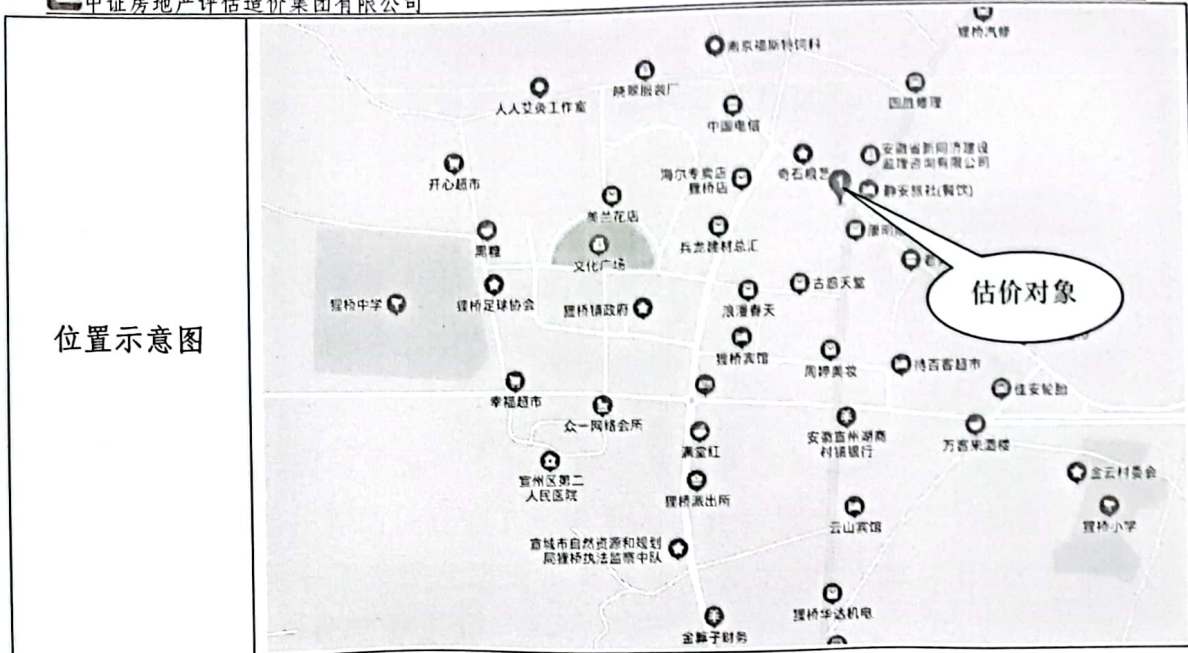 中证房地产评估造价集团有限公司
位置示意图
南京福斯特饲料
狸桥汽修
晓翠服装厂
人人艾灸工作室
中国电信
四胜修理
开心超市
海尔专卖店
狸桥店
奇石根艺
安徽省新同济建设
监理咨询有限公司
静安旅社(餐饮)
美兰花店
黑糖
文化广场
兵龙建材总汇
康明
狸桥中学
狸桥足球协会
狸桥镇政府
浪漫春天
古惑天堂
估价对象
狸桥宾馆
周婷美妆
待百客超市
幸福超市
众一网络会所
佳安轮胎
满堂红
安徽宣州湖商
村镇银行
万客来酒楼
宣州区第二
人民医院
狸桥派出所
金云村委会
云山宾馆
狸桥小学
宣城市自然资源和规划
局狸桥执法监察中队
狸桥华达机电
金算子财务